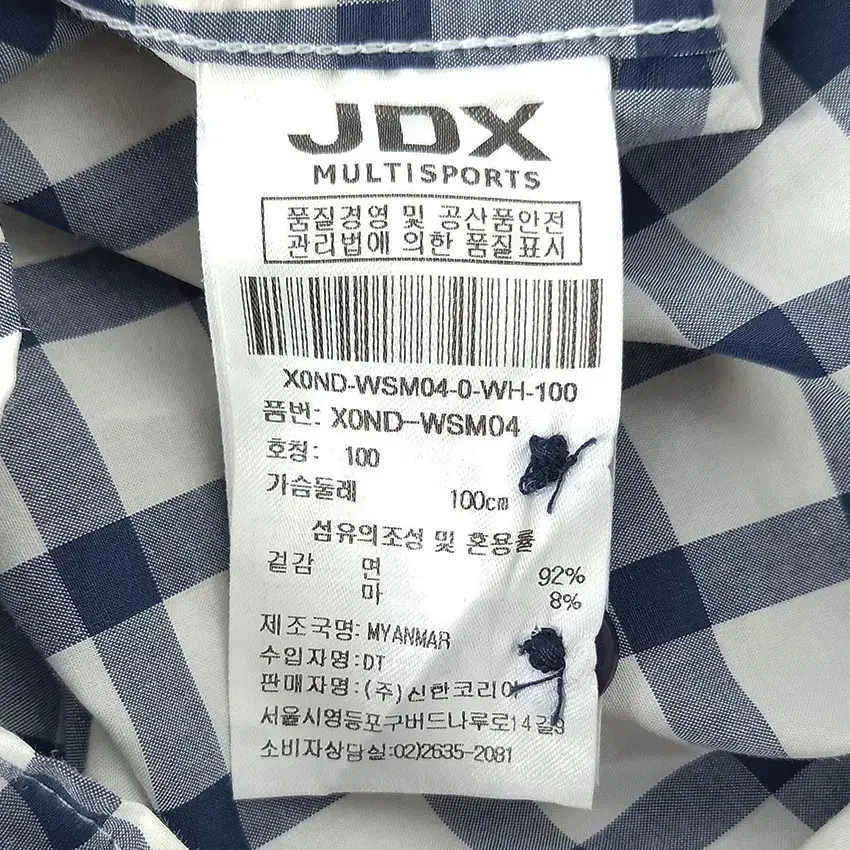 JDX
MULTISPORTS
품질경영 및 공산품안전
관리법에 의한 품질표시
X0ND-WSM04-0-WH-100
품번: X0ND-WSM04
호칭: 100
가슴둘레 100cm
섬유의조성 및 혼용률
겉감 면 92%
마 8%
제조국명: MYANMAR
수입자명:DT
판매자명:(주)신한코리아
서울시영등포구버드나루로14길9
소비자상담실:02)2635-2081